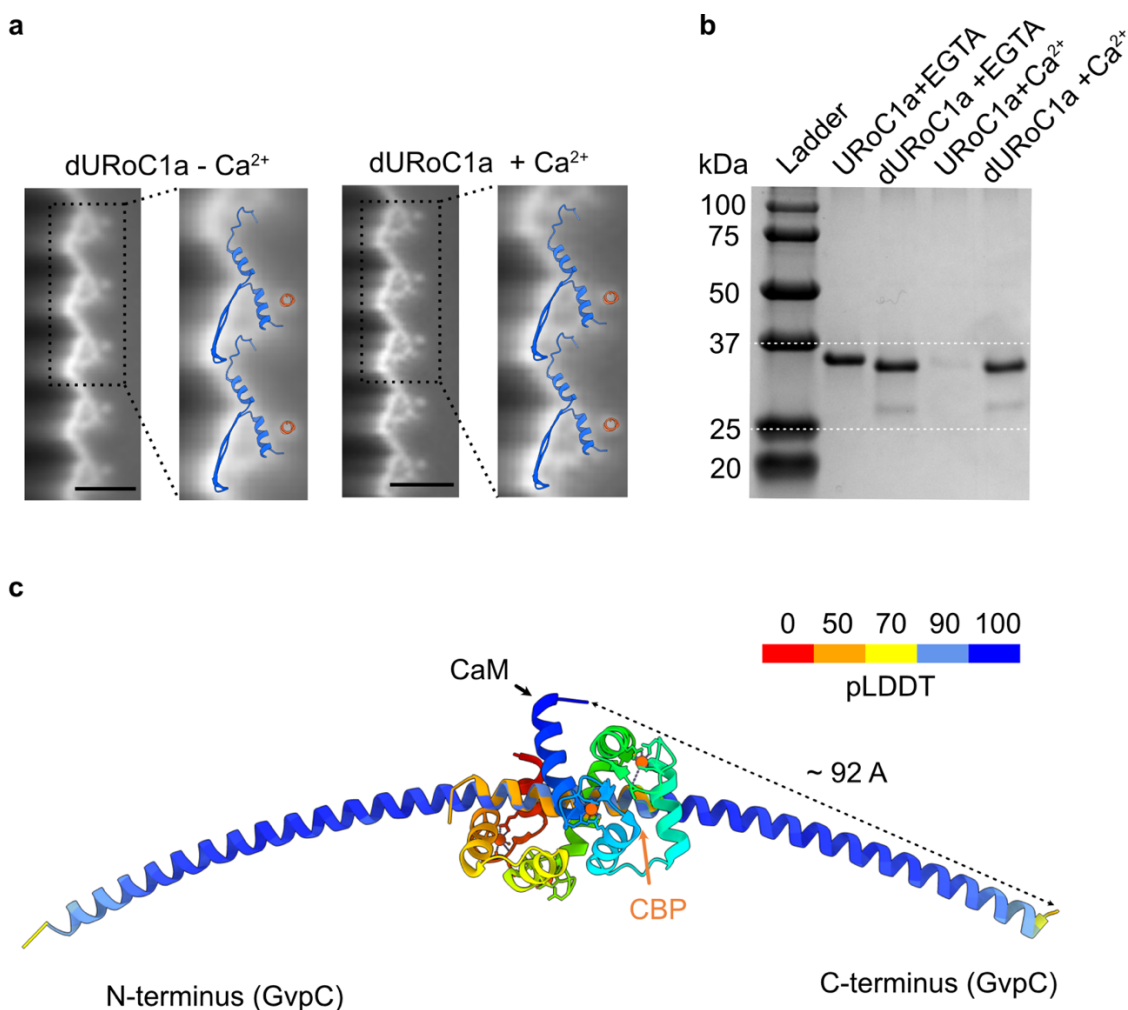 a
dURoC1a - Ca²⁺
dURoC1a + Ca²⁺
b
kDa
Ladder
URoC1a+EGTA
dURoC1a +EGTA
URoC1a+Ca²⁺
dURoC1a +Ca²⁺
100
75
50
37
25
20
c
0 50 70 90 100
pLDDT
CaM
~ 92 A
CBP
N-terminus (GvpC)
C-terminus (GvpC)